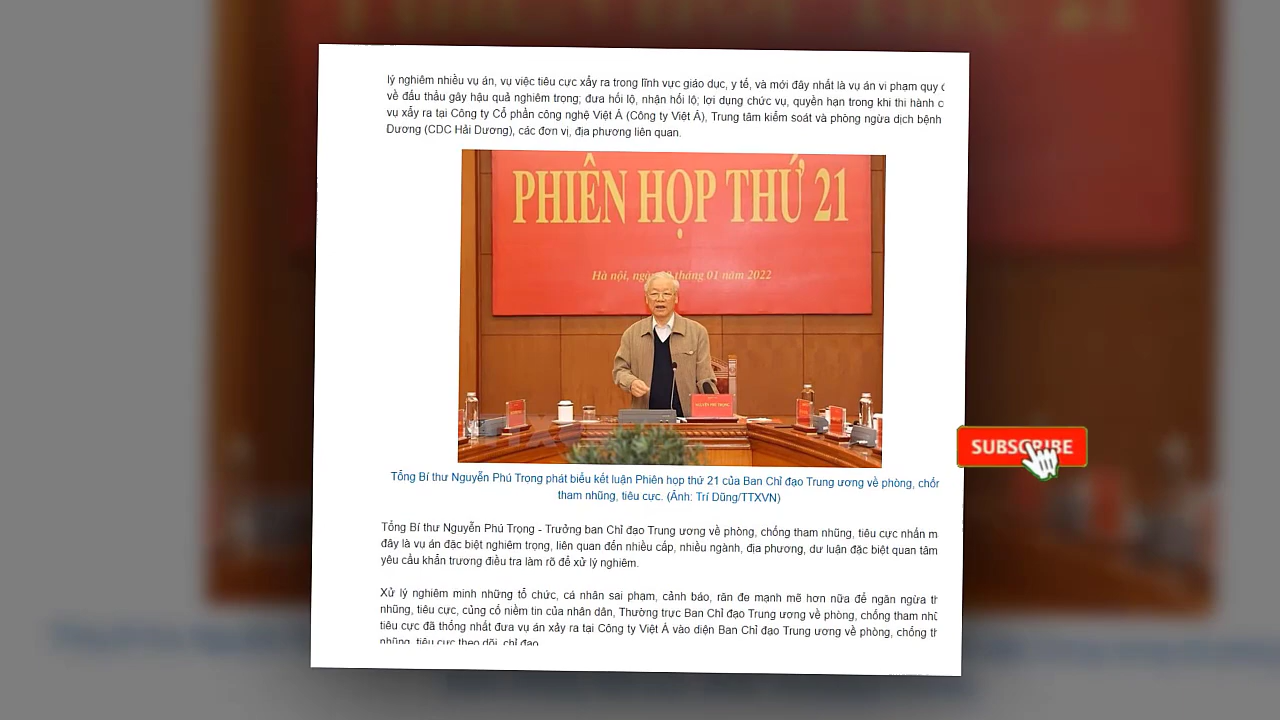 lý nghiêm nhiều vụ án, vụ việc tiêu cực xẩy ra trong lĩnh vực giáo dục, y tế, và mới đây nhất là vụ án vi phạm quy
về đấu thầu gây hậu quả nghiêm trọng; đưa hối lộ, nhận hối lộ; lợi dụng chức vụ, quyền hạn trong khi thi hành
vụ xẩy ra tại Công ty Cổ phần công nghệ Việt Á (Công ty Việt Á), Trung tâm kiểm soát và phòng ngừa dịch bệnh
Dương (CDC Hải Dương), các đơn vị, địa phương liên quan.
PHIÊN HỌP THỨ 21
Hà nội, tháng 01 năm 2022
NGUYỄN PHÚ TRỌNG
Tổng Bí thư Nguyễn Phú Trọng phát biểu kết luận Phiên họp thứ 21 của Ban Chỉ đạo Trung ương về phòng,
tham nhũng, tiêu cực. (Ảnh: Trí Dũng/TTXVN)
SUBSCRIBE
Tổng Bí thư Nguyễn Phú Trọng - Trưởng ban Chỉ đạo Trung ương về phòng, chống tham nhũng, tiêu cực nhấn
đây là vụ án đặc biệt nghiêm trọng, liên quan đến nhiều cấp, nhiều ngành, địa phương, dư luận đặc biệt quan tâm
yêu cầu khẩn trương điều tra làm rõ để xử lý nghiêm.
Xử lý nghiêm minh những tổ chức, cá nhân sai phạm, cảnh báo, răn đe mạnh mẽ hơn nữa để ngăn ngừa
nhũng, tiêu cực, củng cố niềm tin của nhân dân, Thường trực Ban Chỉ đạo Trung ương về phòng, chống tham
tiêu cực đã thống nhất đưa vụ án xảy ra tại Công ty Việt Á vào diện Ban Chỉ đạo Trung ương về phòng, chống
nhũng, tiêu cực theo dõi, chỉ đạo